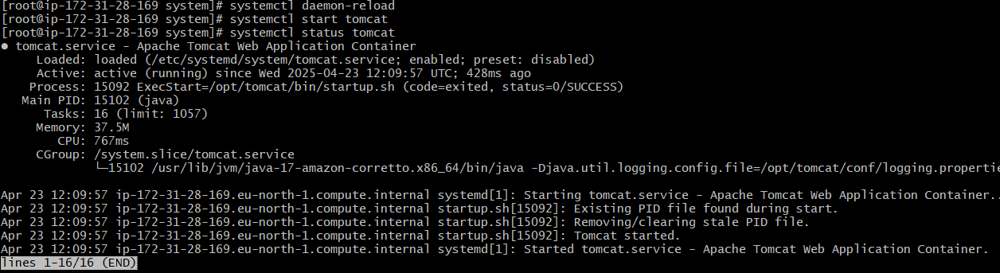 [root@ip-172-31-28-169 system]# systemctl daemon-reload
[root@ip-172-31-28-169 system]# systemctl start tomcat
[root@ip-172-31-28-169 system]# systemctl status tomcat
● tomcat.service - Apache Tomcat Web Application Container
     Loaded: loaded (/etc/systemd/system/tomcat.service; enabled; preset: disabled)
     Active: active (running) since Wed 2025-04-23 12:09:57 UTC; 428ms ago
    Process: 15092 ExecStart=/opt/tomcat/bin/startup.sh (code=exited, status=0/SUCCESS)
   Main PID: 15102 (java)
      Tasks: 16 (limit: 1057)
     Memory: 37.5M
        CPU: 767ms
     CGroup: /system.slice/tomcat.service
             └─15102 /usr/lib/jvm/java-17-amazon-corretto.x86_64/bin/java -Djava.util.logging.config.file=/opt/tomcat/conf/logging.propertie
Apr 23 12:09:57 ip-172-31-28-169.eu-north-1.compute.internal systemd[1]: Starting tomcat.service - Apache Tomcat Web Application Container..
Apr 23 12:09:57 ip-172-31-28-169.eu-north-1.compute.internal startup.sh[15092]: Existing PID file found during start.
Apr 23 12:09:57 ip-172-31-28-169.eu-north-1.compute.internal startup.sh[15092]: Removing/clearing stale PID file.
Apr 23 12:09:57 ip-172-31-28-169.eu-north-1.compute.internal startup.sh[15092]: Tomcat started.
Apr 23 12:09:57 ip-172-31-28-169.eu-north-1.compute.internal systemd[1]: Started tomcat.service - Apache Tomcat Web Application Container.
lines 1-16/16 (END)